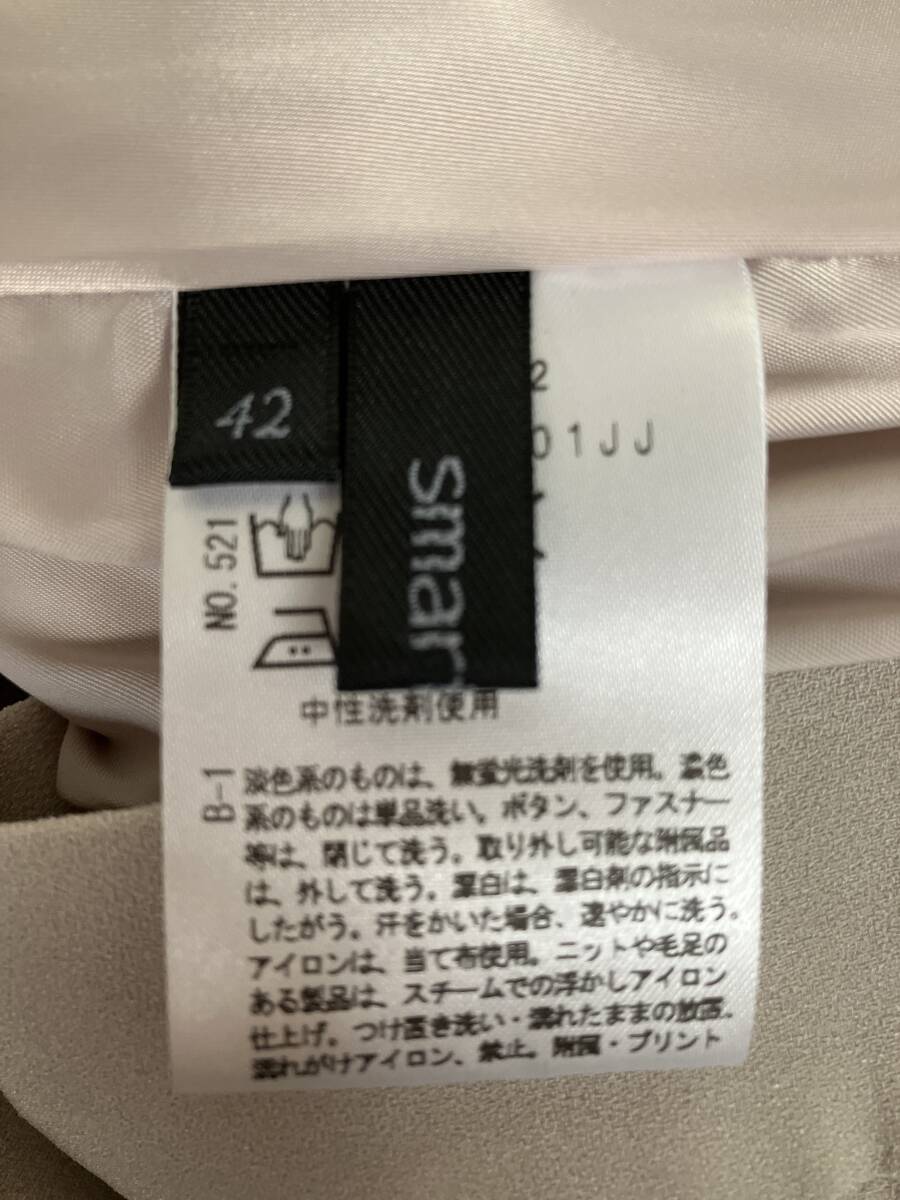 42
smar
2
01JJ
NO.521
中性洗剤使用
B-1
淡色系のものは、無蛍光洗剤を使用。濃色
系のものは単品洗い。ボタン、ファスナー
等は、閉じて洗う。取り外し可能な附属品
は、外して洗う。漂白は、漂白剤の指示に
したがう。汗をかいた場合、速やかに洗う。
アイロンは、当て布使用。ニットや毛足の
ある製品は、スチームでの浮かしアイロン
仕上げ。つけ置き洗い・濡れたままの放置、
濡れがけアイロン、禁止。附属・プリント